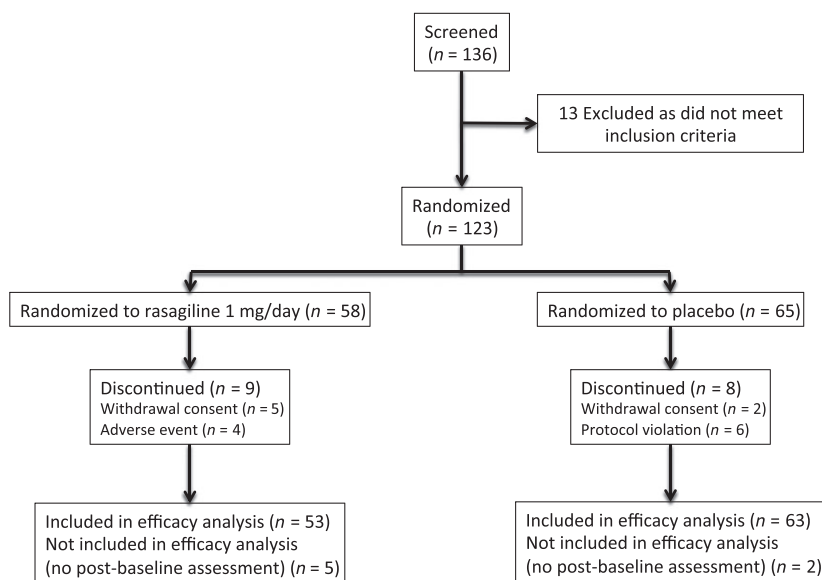 Screened
(n = 136)
13 Excluded as did not meet
inclusion criteria
Randomized
(n = 123)
Randomized to rasagiline 1 mg/day (n = 58)
Randomized to placebo (n = 65)
Discontinued (n = 9)
Withdrawal consent (n = 5)
Adverse event (n = 4)
Discontinued (n = 8)
Withdrawal consent (n = 2)
Protocol violation (n = 6)
Included in efficacy analysis (n = 53)
Not included in efficacy analysis
(no post-baseline assessment) (n = 5)
Included in efficacy analysis (n = 63)
Not included in efficacy analysis
(no post-baseline assessment) (n = 2)